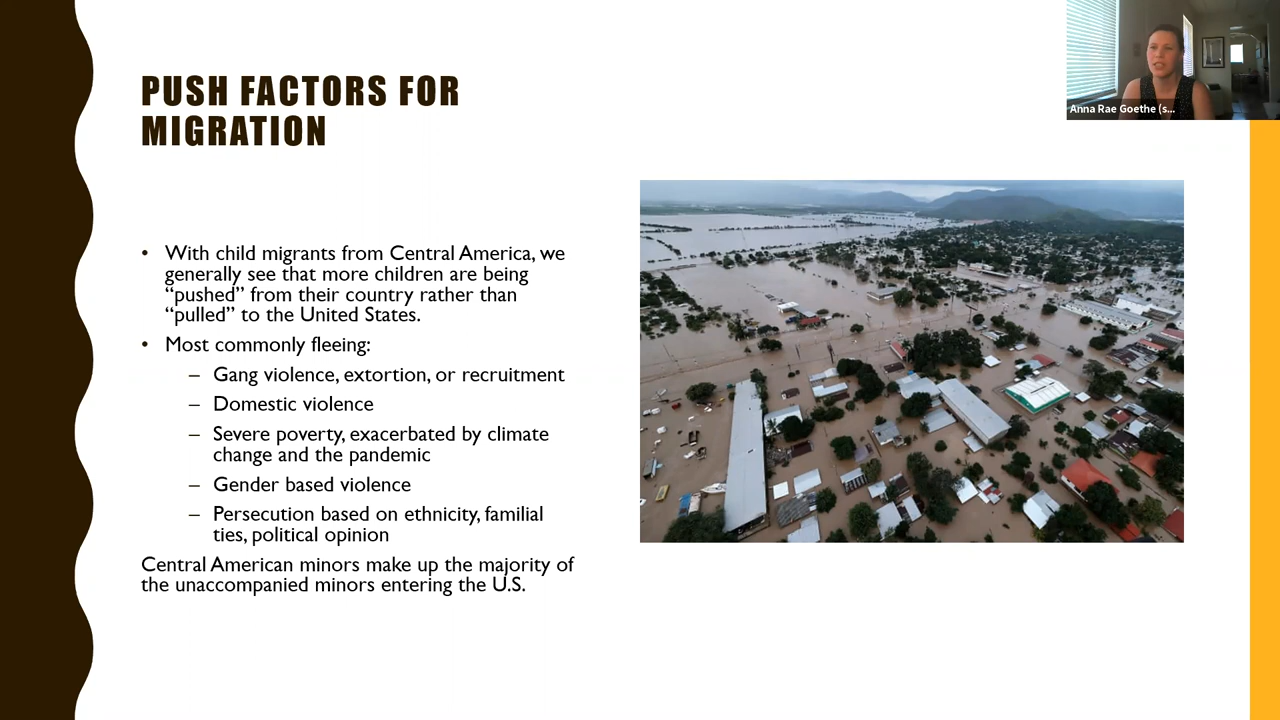 PUSH FACTORS FOR
MIGRATION
• With child migrants from Central America, we
generally see that more children are being
“pushed” from their country rather than
“pulled” to the United States.
• Most commonly fleeing:
– Gang violence, extortion, or recruitment
– Domestic violence
– Severe poverty, exacerbated by climate
change and the pandemic
– Gender based violence
– Persecution based on ethnicity, familial
ties, political opinion
Central American minors make up the majority of
the unaccompanied minors entering the U.S.
Anna Rae Goethe (s...